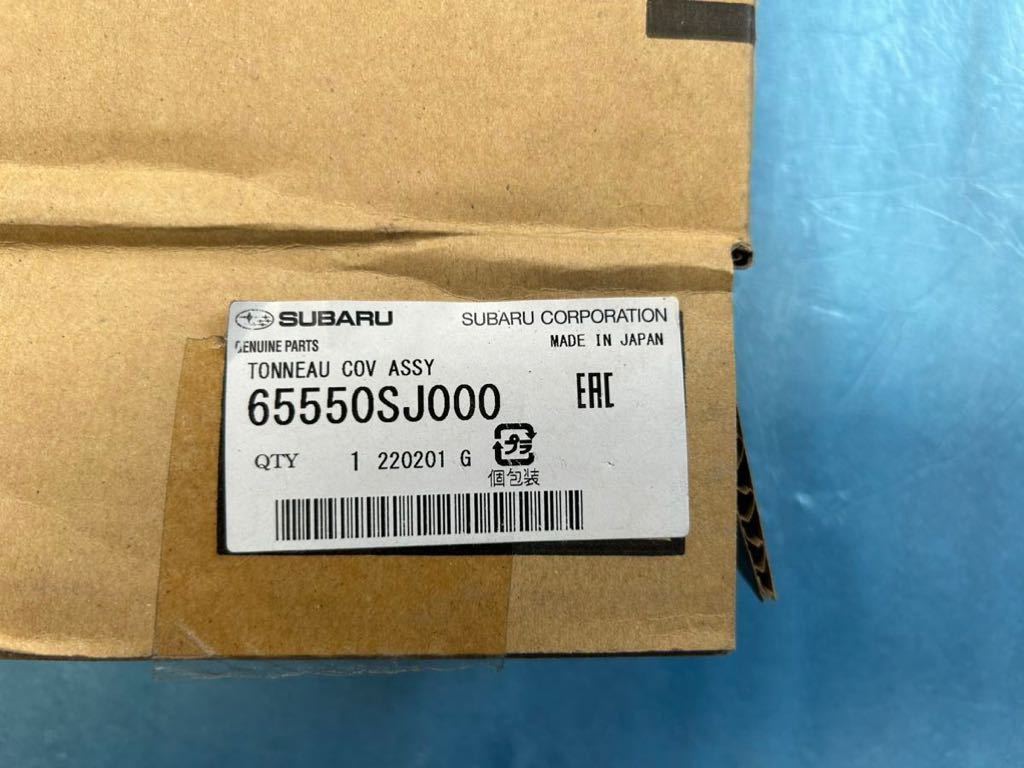 SUBARU SUBARU CORPORATION
GENUINE PARTS MADE IN JAPAN
TONNEAU COV ASSY
65550SJ000 EAC
QTY 1 220201 G プラ
個包装